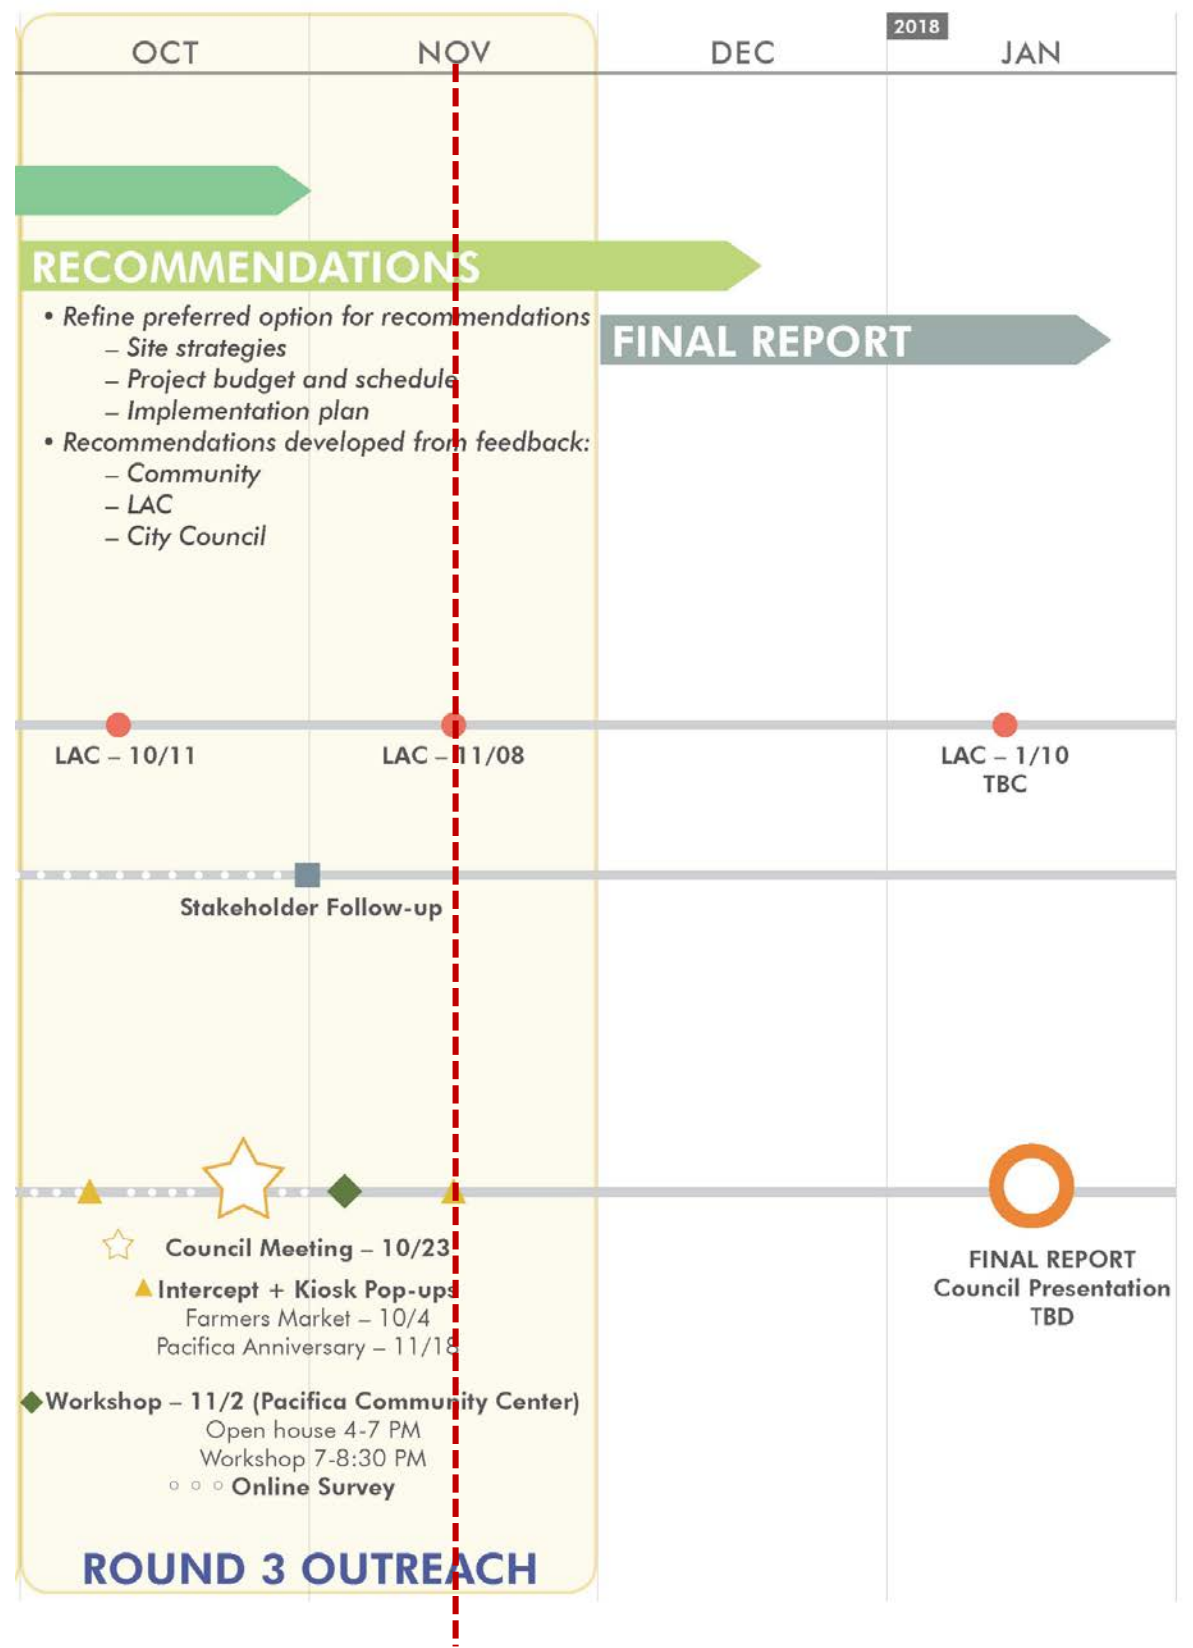 2018
OCT NOV DEC JAN
RECOMMENDATIONS
• Refine preferred option for recommendations
– Site strategies
– Project budget and schedule
– Implementation plan
• Recommendations developed from feedback:
– Community
– LAC
– City Council
FINAL REPORT
LAC – 10/11
LAC – 11/08
LAC – 1/10
TBC
Stakeholder Follow-up
Council Meeting – 10/23
Intercept + Kiosk Pop-ups
Farmers Market – 10/4
Pacifica Anniversary – 11/18
Workshop – 11/2 (Pacifica Community Center)
Open house 4-7 PM
Workshop 7-8:30 PM
Online Survey
FINAL REPORT
Council Presentation
TBD
ROUND 3 OUTREACH